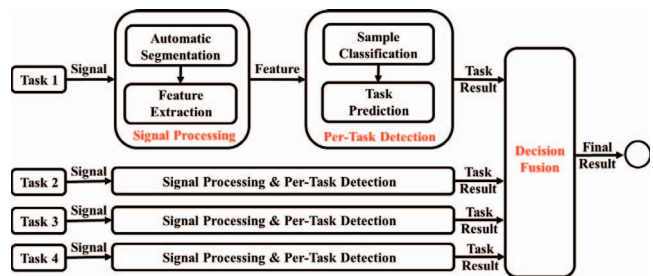 Task 1
Signal
Automatic
Segmentation
Feature
Extraction
Signal Processing
Feature
Sample
Classification
Task
Prediction
Per-Task Detection
Task
Result
Task 2
Signal
Signal Processing & Per-Task Detection
Task
Result
Task 3
Signal
Signal Processing & Per-Task Detection
Task
Result
Task 4
Signal
Signal Processing & Per-Task Detection
Task
Result
Decision
Fusion
Final
Result